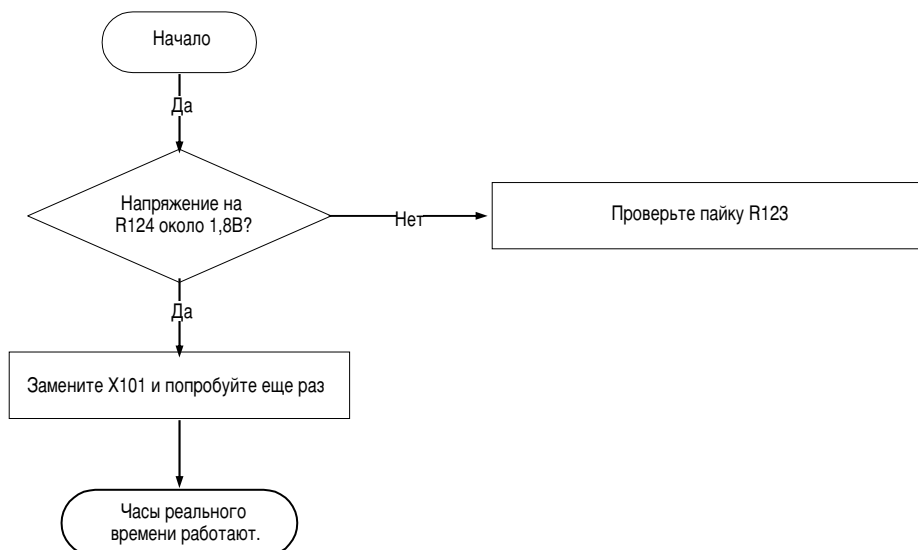 Начало
Да
Напряжение на
R124 около 1,8В?
Нет
Проверьте пайку R123
Да
Замените X101 и попробуйте еще раз
Часы реального
времени работают.